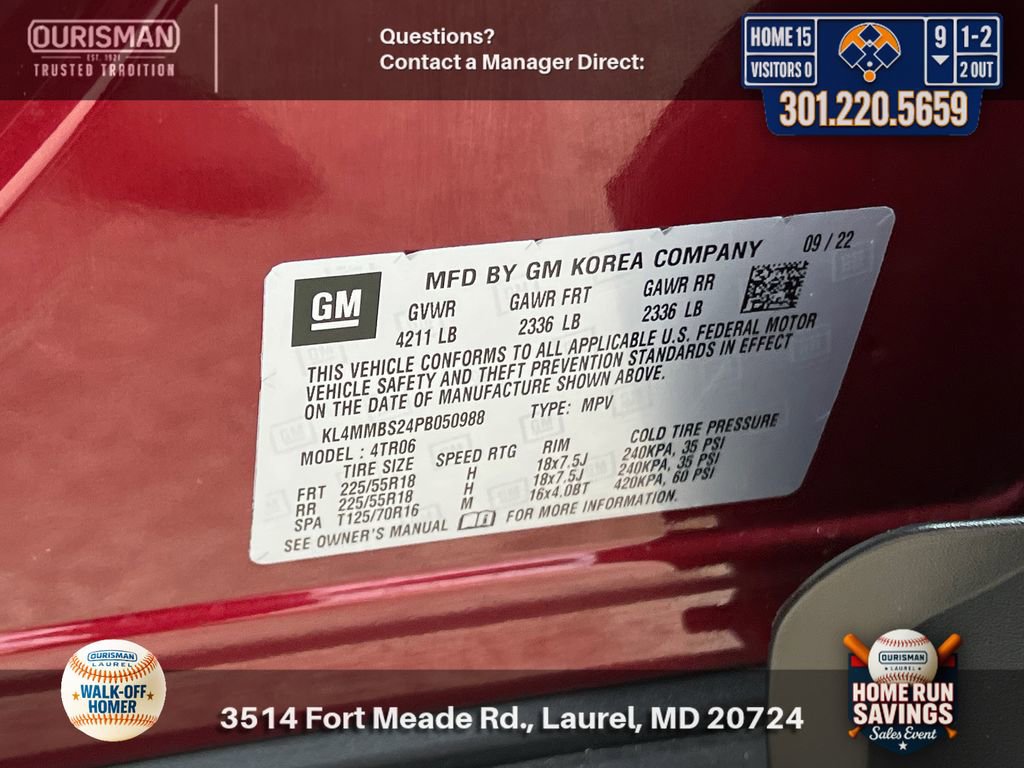 OURISMAN
EST. 1921
TRUSTED TRADITION
Questions?
Contact a Manager Direct:
HOME 15
VISITORS 0
9
1-2
2 OUT
301.220.5659
GM
MFD BY GM KOREA COMPANY 09 / 22
GVWR GAWR FRT GAWR RR
4211 LB 2336 LB 2336 LB
THIS VEHICLE CONFORMS TO ALL APPLICABLE U.S. FEDERAL MOTOR
VEHICLE SAFETY AND THEFT PREVENTION STANDARDS IN EFFECT
ON THE DATE OF MANUFACTURE SHOWN ABOVE.
KL4MMBS24PB050988 TYPE: MPV
MODEL : 4TR06
TIRE SIZE SPEED RTG RIM COLD TIRE PRESSURE
FRT 225/55R18 H 18x7.5J 240KPA, 35 PSI
RR 225/55R18 H 18x7.5J 240KPA, 35 PSI
SPA T125/70R16 M 16x4.0BT 420KPA, 60 PSI
SEE OWNER'S MANUAL FOR MORE INFORMATION.
OURISMAN
LAUREL
WALK-OFF
HOMER
3514 Fort Meade Rd., Laurel, MD 20724
OURISMAN
LAUREL
HOME RUN
SAVINGS
Sales Event